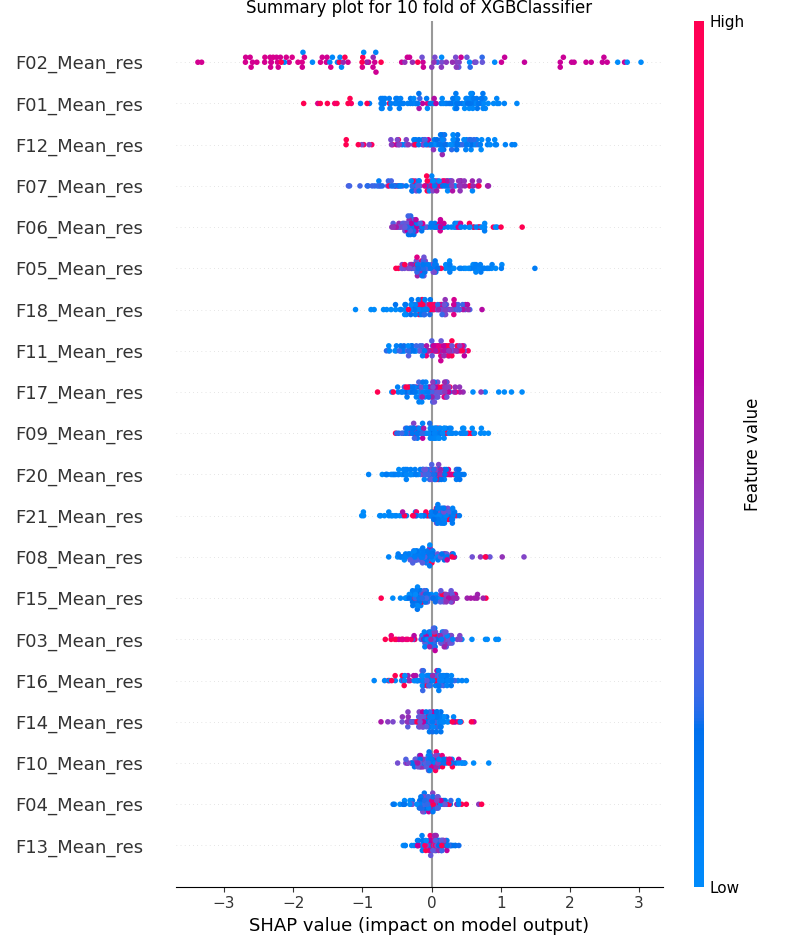 Summary plot for 10 fold of XGBClassifier
High
F02_Mean_res
F01_Mean_res
F12_Mean_res
F07_Mean_res
F06_Mean_res
F05_Mean_res
F18_Mean_res
F11_Mean_res
F17_Mean_res
F09_Mean_res
F20_Mean_res
F21_Mean_res
F08_Mean_res
F15_Mean_res
F03_Mean_res
F16_Mean_res
F14_Mean_res
F10_Mean_res
F04_Mean_res
F13_Mean_res
Feature value
Low
−3 −2 −1 0 1 2 3
SHAP value (impact on model output)